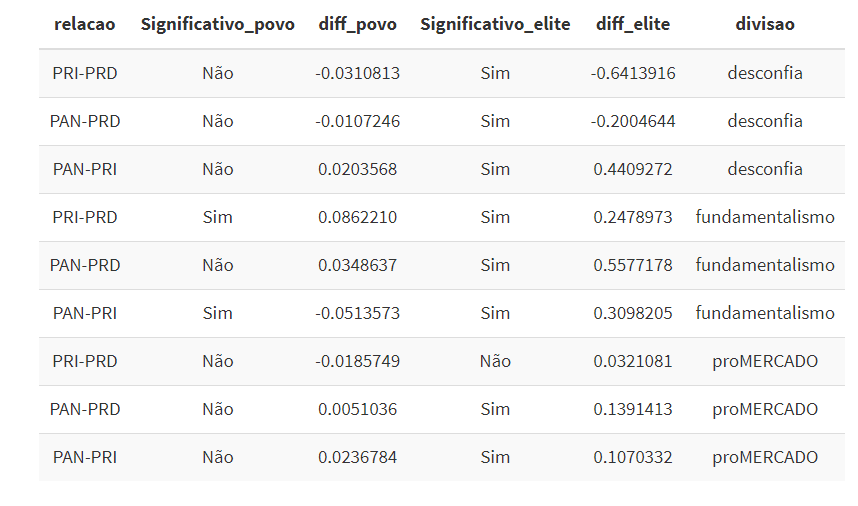 relacao Significativo_povo diff_povo Significativo_elite diff_elite divisao
PRI-PRD Não -0.0310813 Sim -0.6413916 desconfia
PAN-PRD Não -0.0107246 Sim -0.2004644 desconfia
PAN-PRI Não 0.0203568 Sim 0.4409272 desconfia
PRI-PRD Sim 0.0862210 Sim 0.2478973 fundamentalismo
PAN-PRD Não 0.0348637 Sim 0.5577178 fundamentalismo
PAN-PRI Sim -0.0513573 Sim 0.3098205 fundamentalismo
PRI-PRD Não -0.0185749 Não 0.0321081 proMERCADO
PAN-PRD Não 0.0051036 Sim 0.1391413 proMERCADO
PAN-PRI Não 0.0236784 Sim 0.1070332 proMERCADO